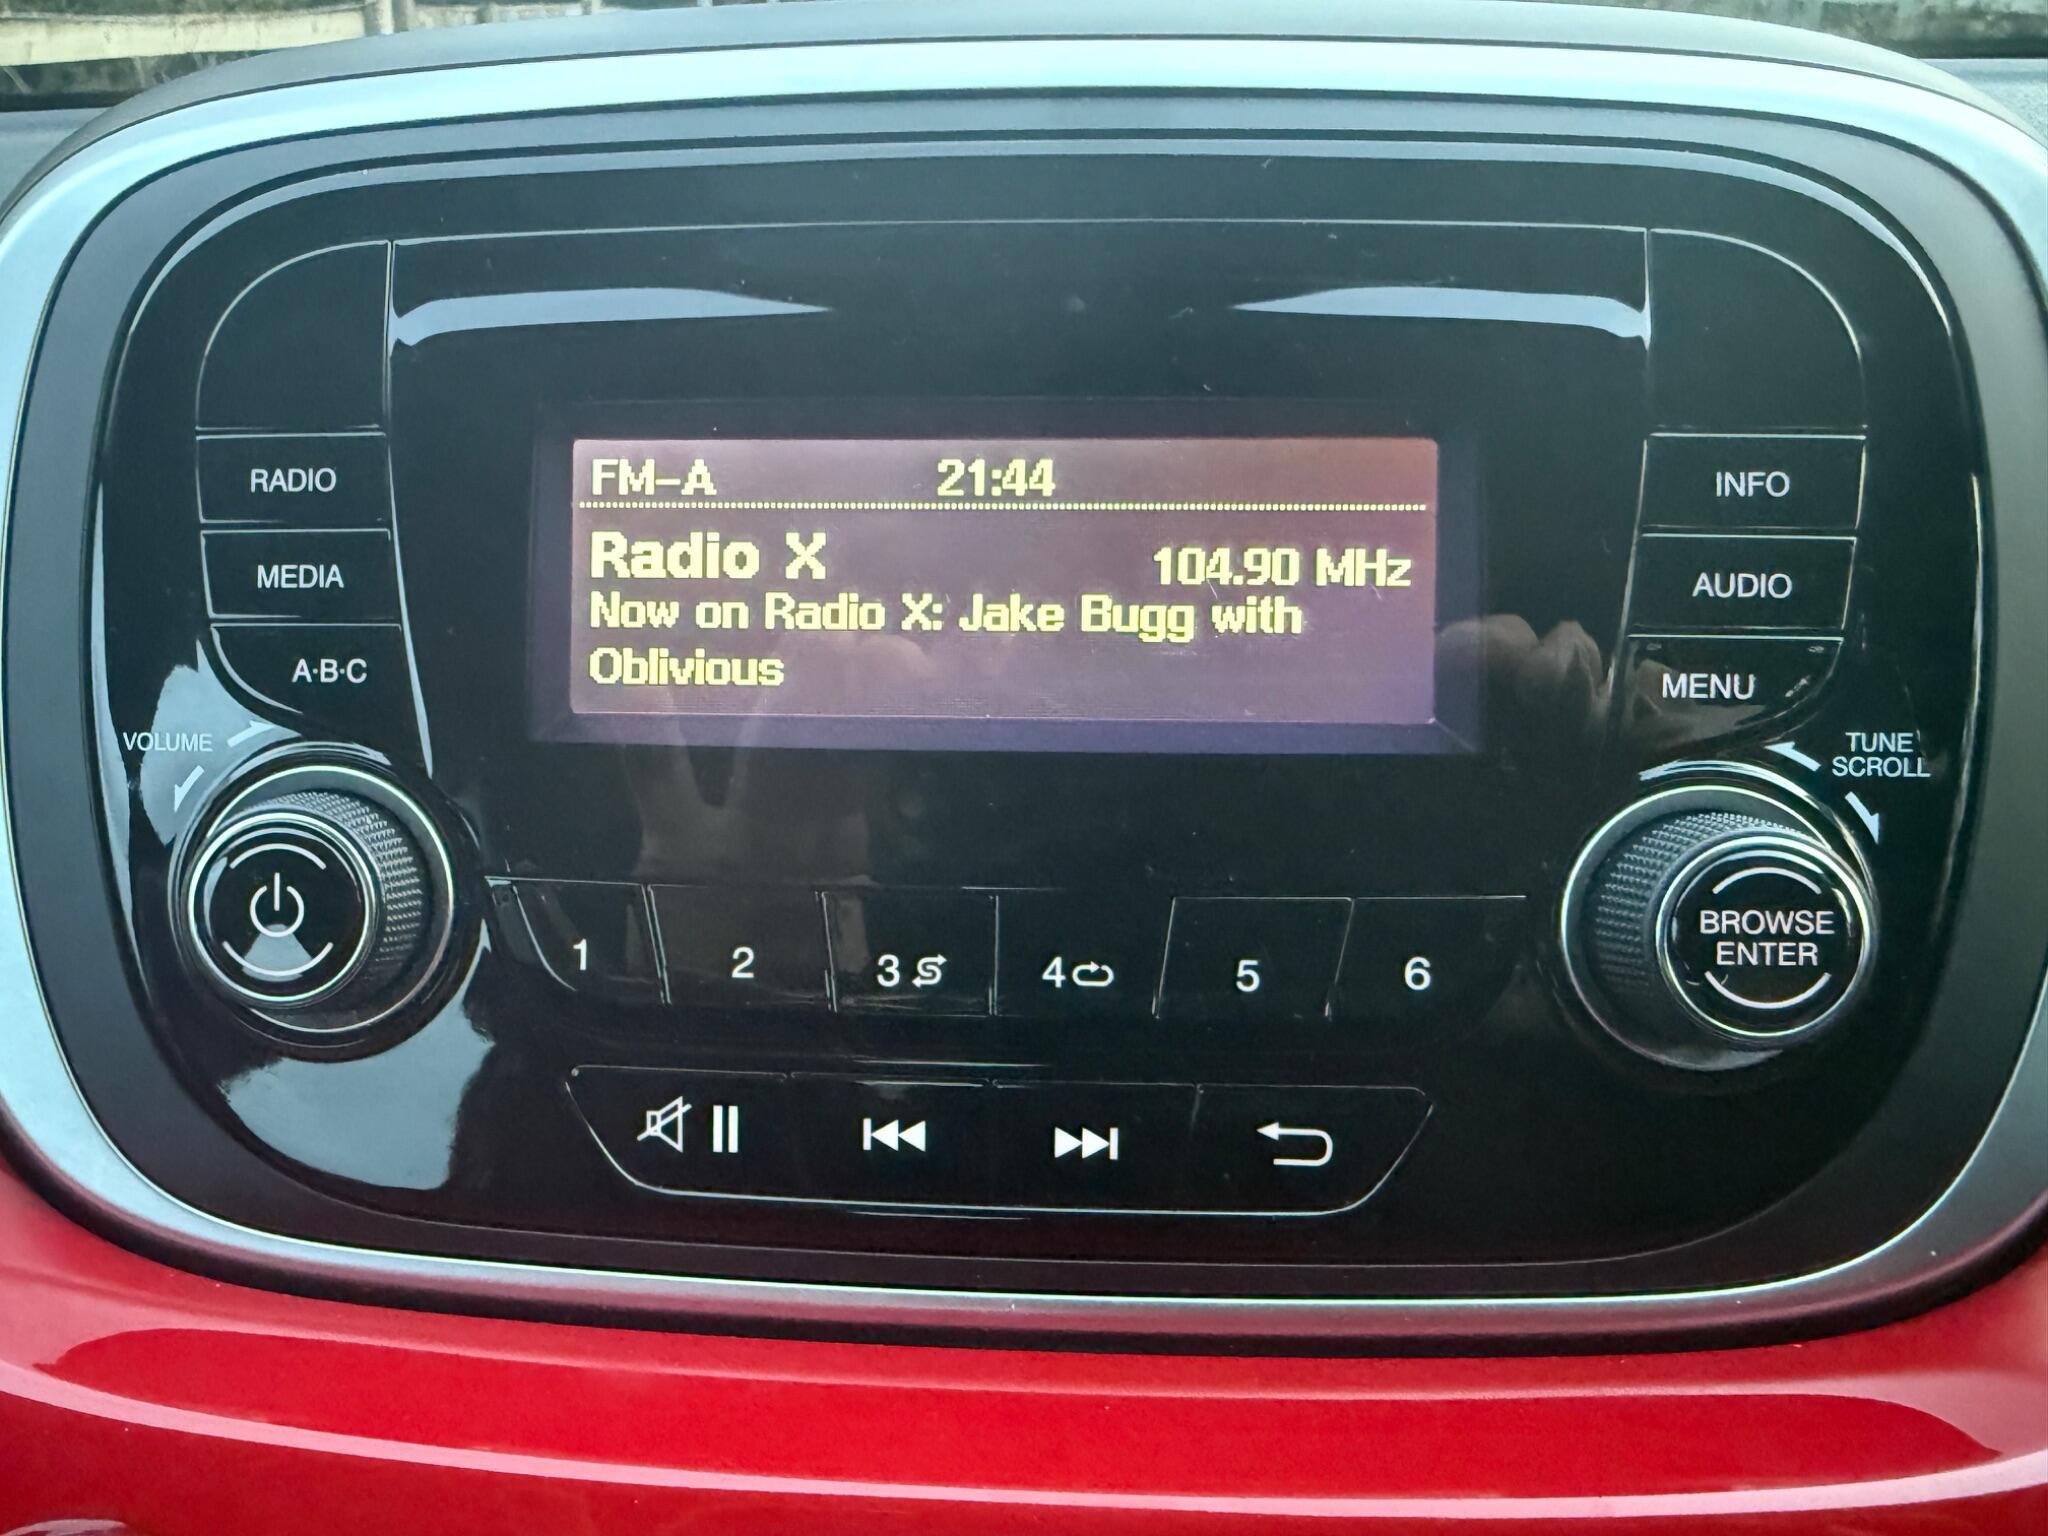 FM-A 21:44
Radio X 104.90 MHz
Now on Radio X: Jake Bugg with
Oblivious
RADIO
MEDIA
A·B·C
VOLUME
INFO
AUDIO
MENU
TUNE
SCROLL
BROWSE
ENTER
1 2 3 4 5 6